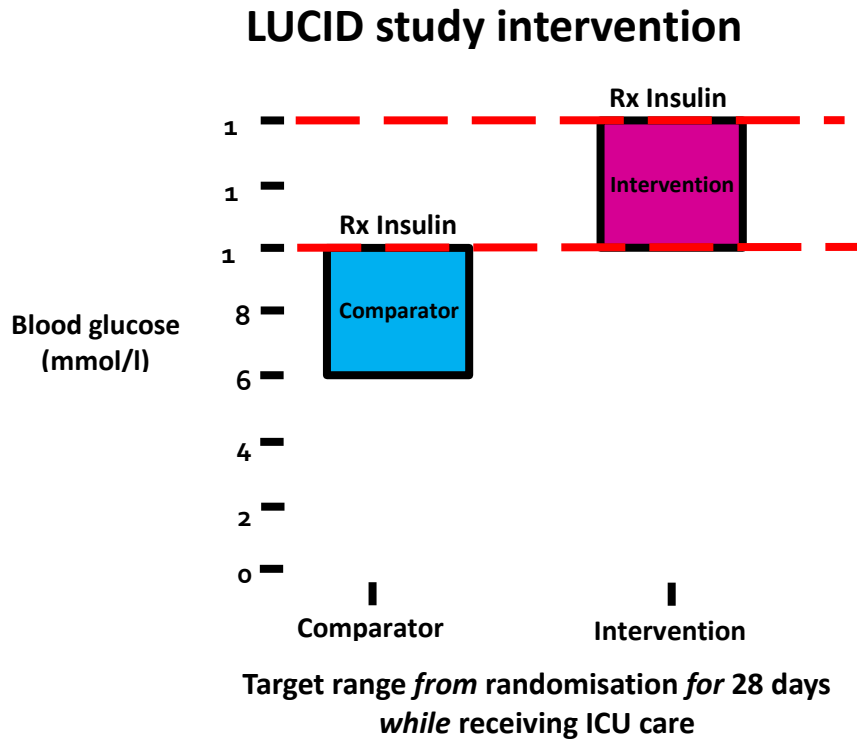 LUCID study intervention
Rx Insulin
1
Intervention
1
Rx Insulin
1
Comparator
8
Blood glucose
(mmol/l)
6
4
2
0
Comparator
Intervention
Target range from randomisation for 28 days
while receiving ICU care